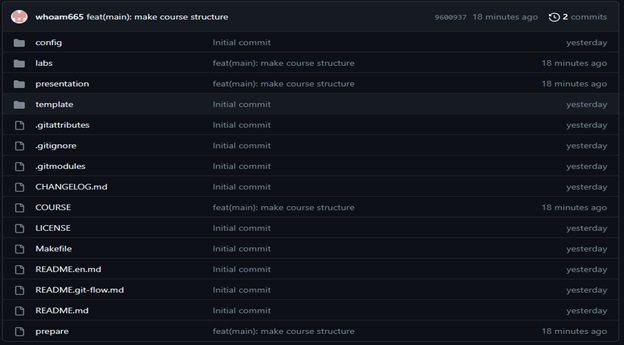 whoam665 feat(main): make course structure 9600937 18 minutes ago 2 commits
config Initial commit yesterday
labs feat(main): make course structure 18 minutes ago
presentation feat(main): make course structure 18 minutes ago
template Initial commit yesterday
.gitattributes Initial commit yesterday
.gitignore Initial commit yesterday
.gitmodules Initial commit yesterday
CHANGELOG.md Initial commit yesterday
COURSE feat(main): make course structure 18 minutes ago
LICENSE Initial commit yesterday
Makefile Initial commit yesterday
README.en.md Initial commit yesterday
README.git-flow.md Initial commit yesterday
README.md Initial commit yesterday
prepare feat(main): make course structure 18 minutes ago